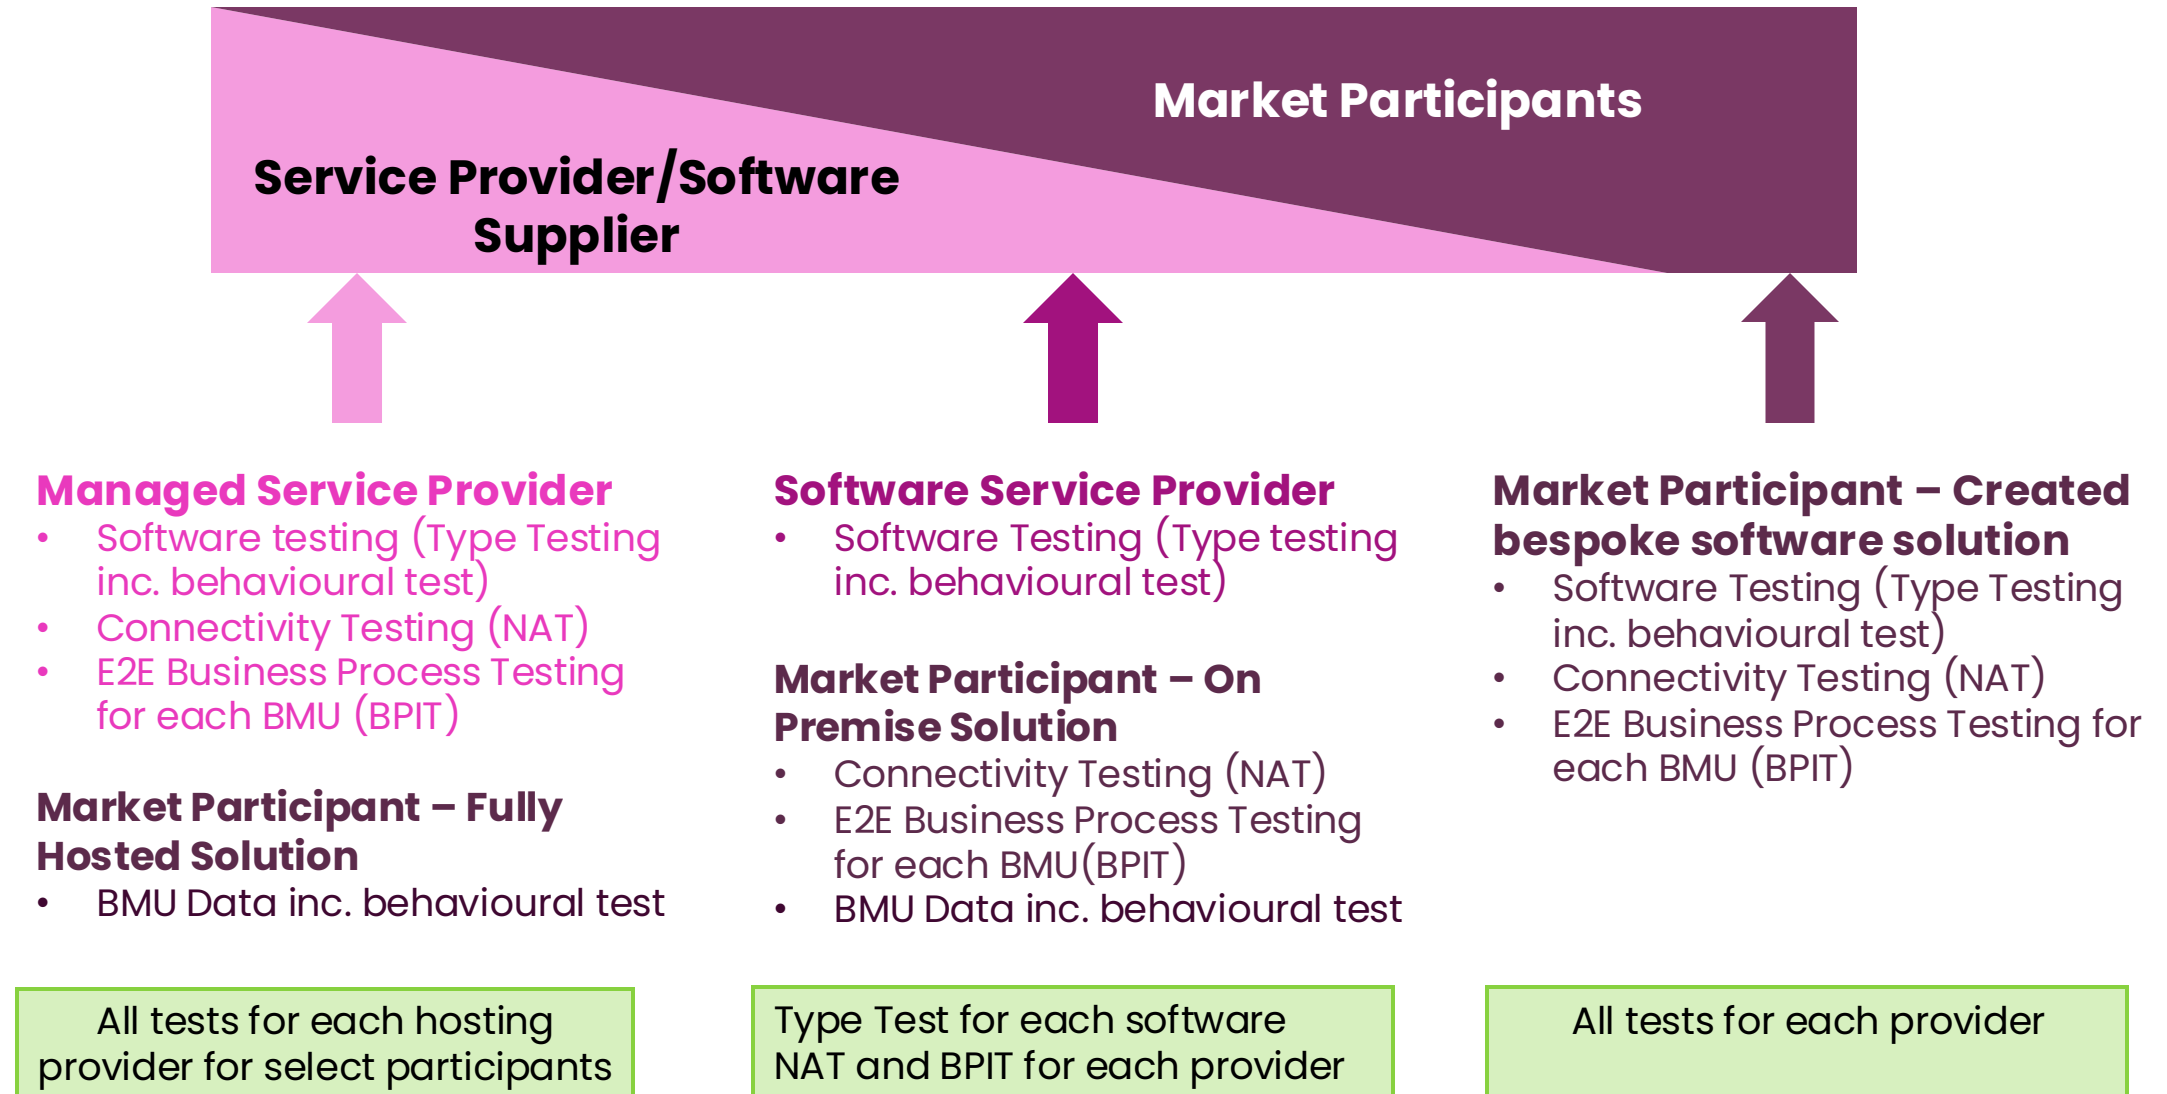 Market Participants
Service Provider/Software
Supplier
Managed Service Provider
• Software testing (Type Testing
inc. behavioural test)
• Connectivity Testing (NAT)
• E2E Business Process Testing
for each BMU (BPIT)
Market Participant – Fully
Hosted Solution
• BMU Data inc. behavioural test
All tests for each hosting
provider for select participants
Software Service Provider
• Software Testing (Type testing
inc. behavioural test)
Market Participant – On
Premise Solution
• Connectivity Testing (NAT)
• E2E Business Process Testing
for each BMU(BPIT)
• BMU Data inc. behavioural test
Type Test for each software
NAT and BPIT for each provider
Market Participant – Created
bespoke software solution
• Software Testing (Type Testing
inc. behavioural test)
• Connectivity Testing (NAT)
• E2E Business Process Testing for
each BMU (BPIT)
All tests for each provider